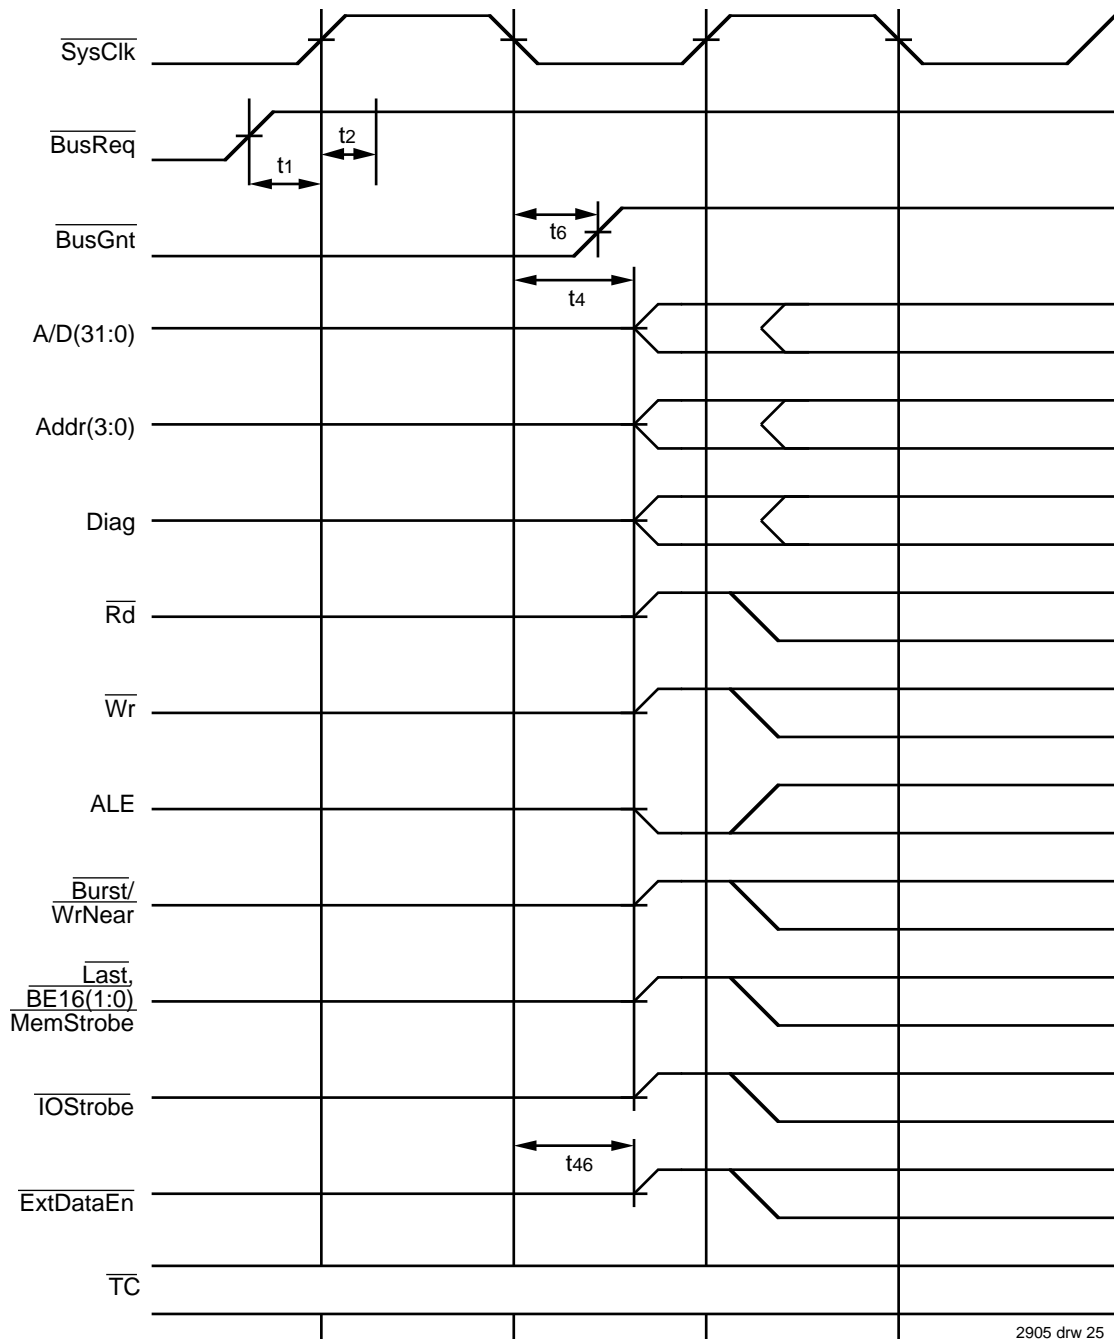 SysClk
BusReq
t1
t2
BusGnt
t6
t4
A/D(31:0)
Addr(3:0)
Diag
Rd
Wr
ALE
Burst/
WrNear
Last,
BE16(1:0)
MemStrobe
IOStrobe
t46
ExtDataEn
TC
2905 drw 25